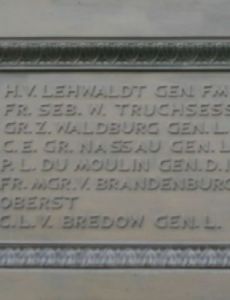 H.V. LEHWALDT GEN. FM
FR. SEB. W. TRUCHSESS
GR. Z. WALDBURG GEN. L.
C. E. GR. NASSAU GEN. L
P. L. DU MOULIN GEN. D. I
FR. MGR. V. BRANDENBURG
OBERST
C. L. V. BREDOW GEN. L.